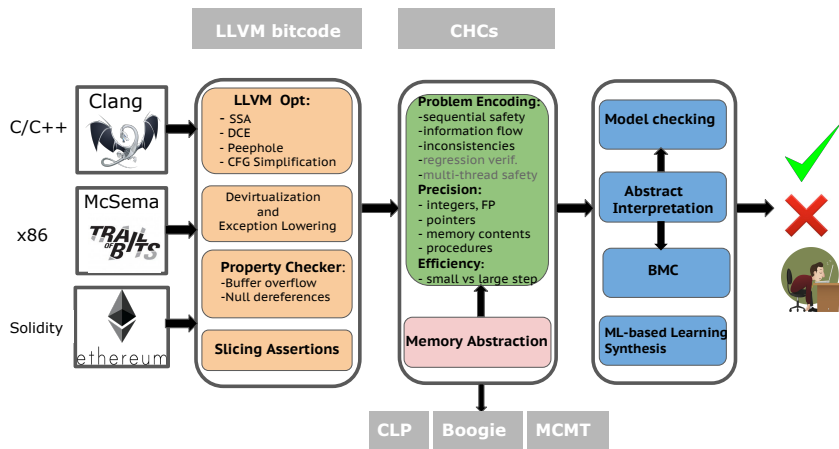 LLVM bitcode
CHCs
C/C++
Clang
x86
McSema
TRAIL
OF
BITS
Solidity
ethereum
LLVM Opt:
- SSA
- DCE
- Peephole
- CFG Simplification
Devirtualization
and
Exception Lowering
Property Checker:
-Buffer overflow
-Null dereferences
Slicing Assertions
Problem Encoding:
-sequential safety
-information flow
-inconsistencies
-regression verif.
-multi-thread safety
Precision:
- integers, FP
- pointers
- memory contents
- procedures
Efficiency:
- small vs large step
Memory Abstraction
Model checking
Abstract
Interpretation
BMC
ML-based Learning
Synthesis
CLP
Boogie
MCMT